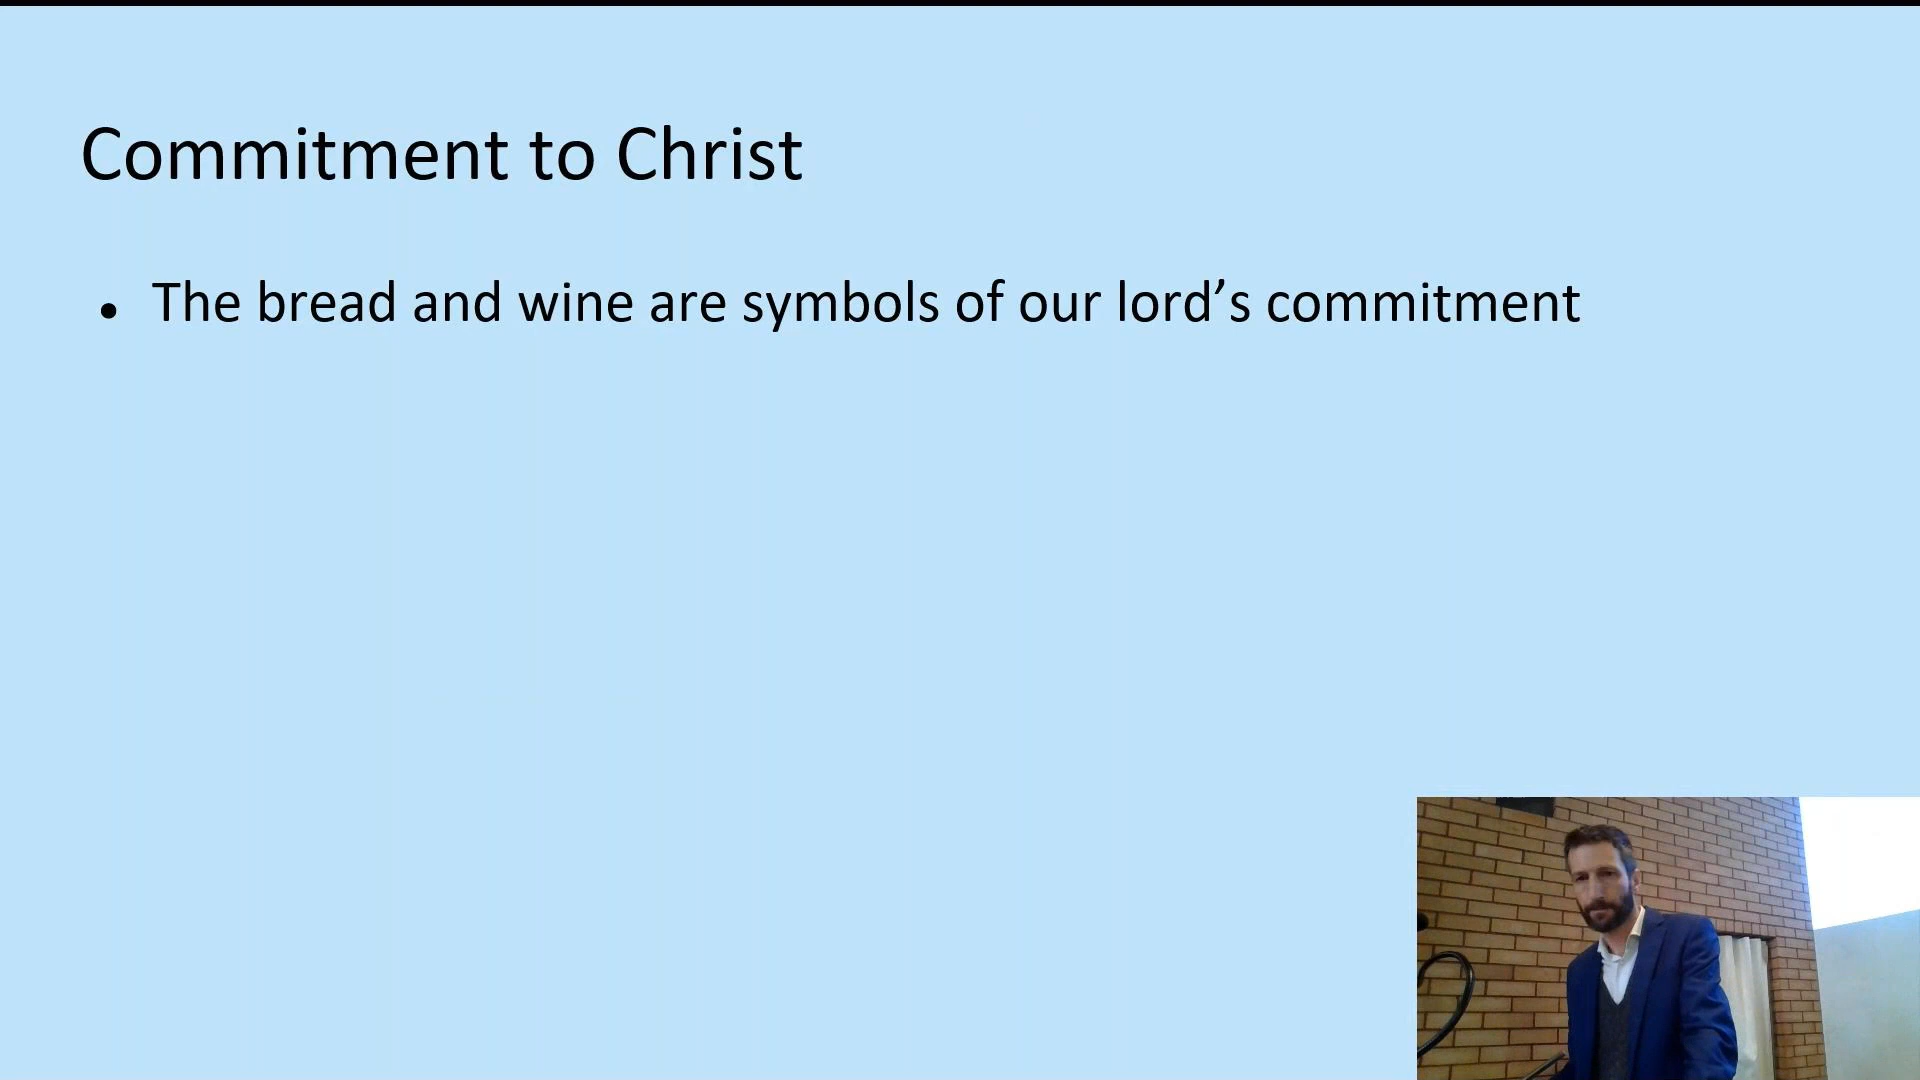 Commitment to Christ
• The bread and wine are symbols of our lord’s commitment